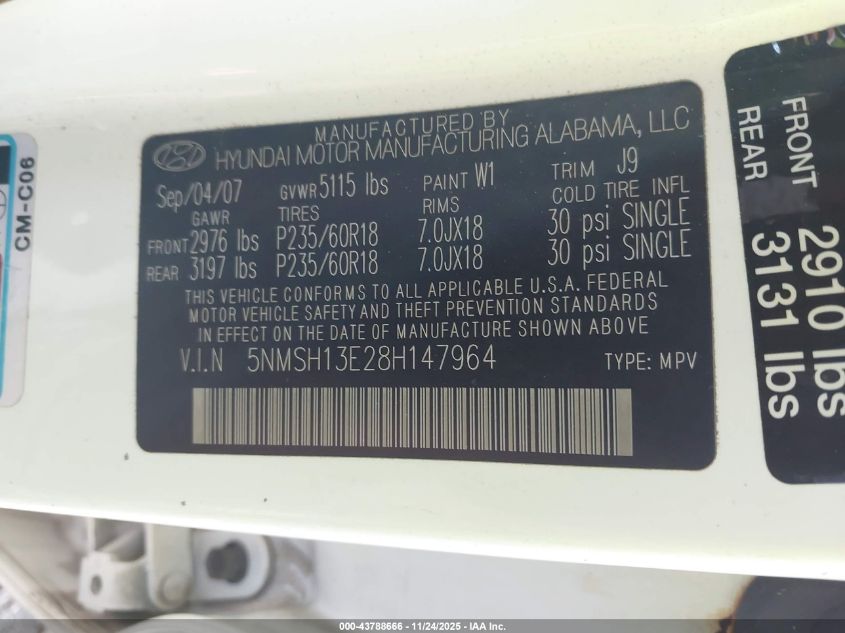 MANUFACTURED BY
HYUNDAI MOTOR MANUFACTURING ALABAMA, LLC
Sep/04/07 GVWR 5115 lbs PAINT W1 TRIM J9
GAWR TIRES RIMS COLD TIRE INFL
FRONT 2976 lbs P235/60R18 7.0JX18 30 psi SINGLE
REAR 3197 lbs P235/60R18 7.0JX18 30 psi SINGLE
THIS VEHICLE CONFORMS TO ALL APPLICABLE U.S.A. FEDERAL
MOTOR VEHICLE SAFETY AND THEFT PREVENTION STANDARDS
IN EFFECT ON THE DATE OF MANUFACTURE SHOWN ABOVE
V.I.N 5NMSH13E28H147964 TYPE: MPV
CM-C06
FRONT 2910 lbs
REAR 3131 lbs
000-43788666 - 11/24/2025 - IAA Inc.